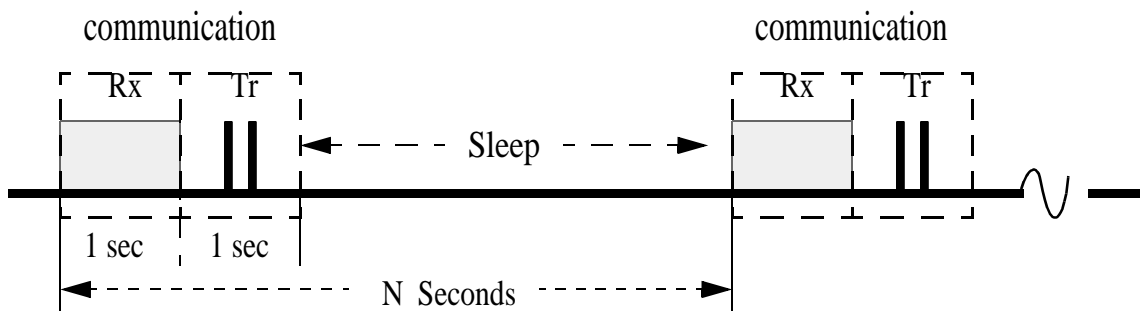 communication communication
Rx Tr Rx Tr
Sleep
1 sec 1 sec
N Seconds